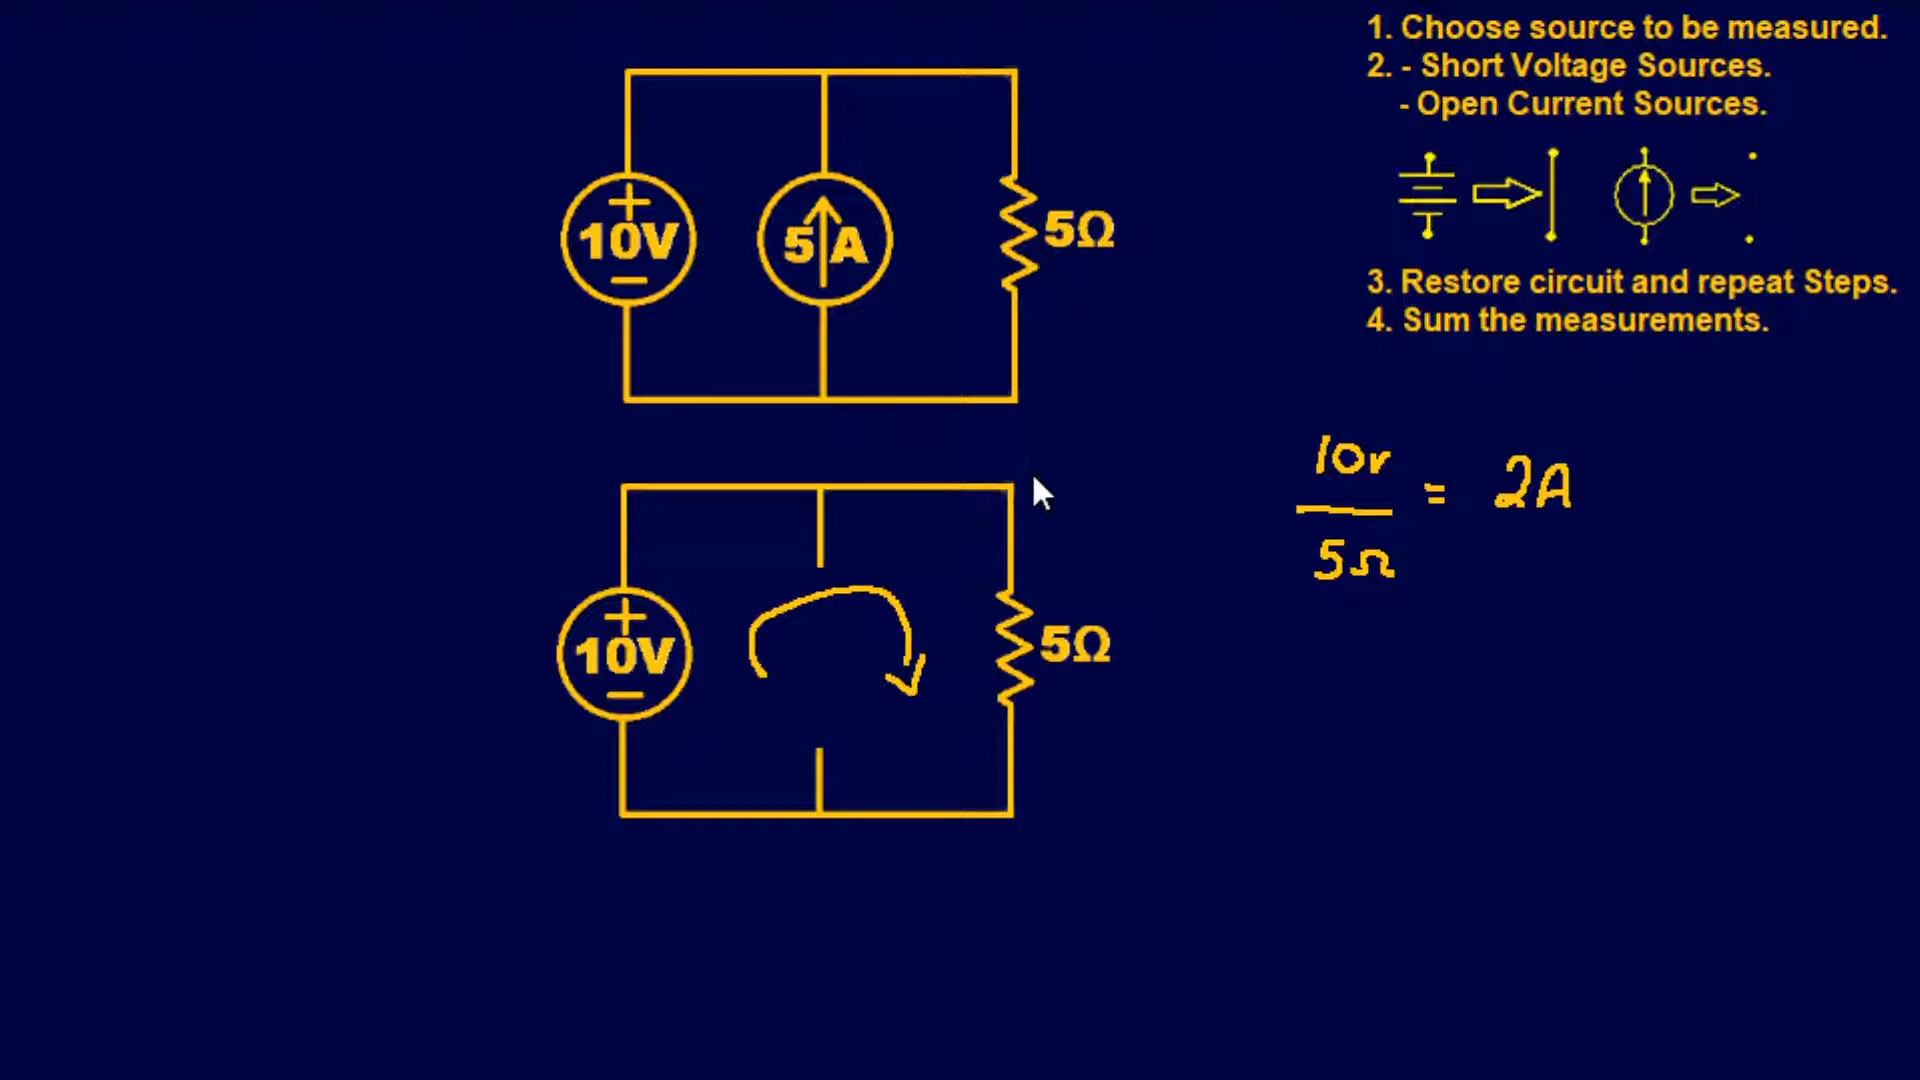 1. Choose source to be measured.
2. - Short Voltage Sources.
- Open Current Sources.
3. Restore circuit and repeat Steps.
4. Sum the measurements.
+
10V
−
5A
5Ω
10v
5Ω
= 2A
+
10V
−
5Ω